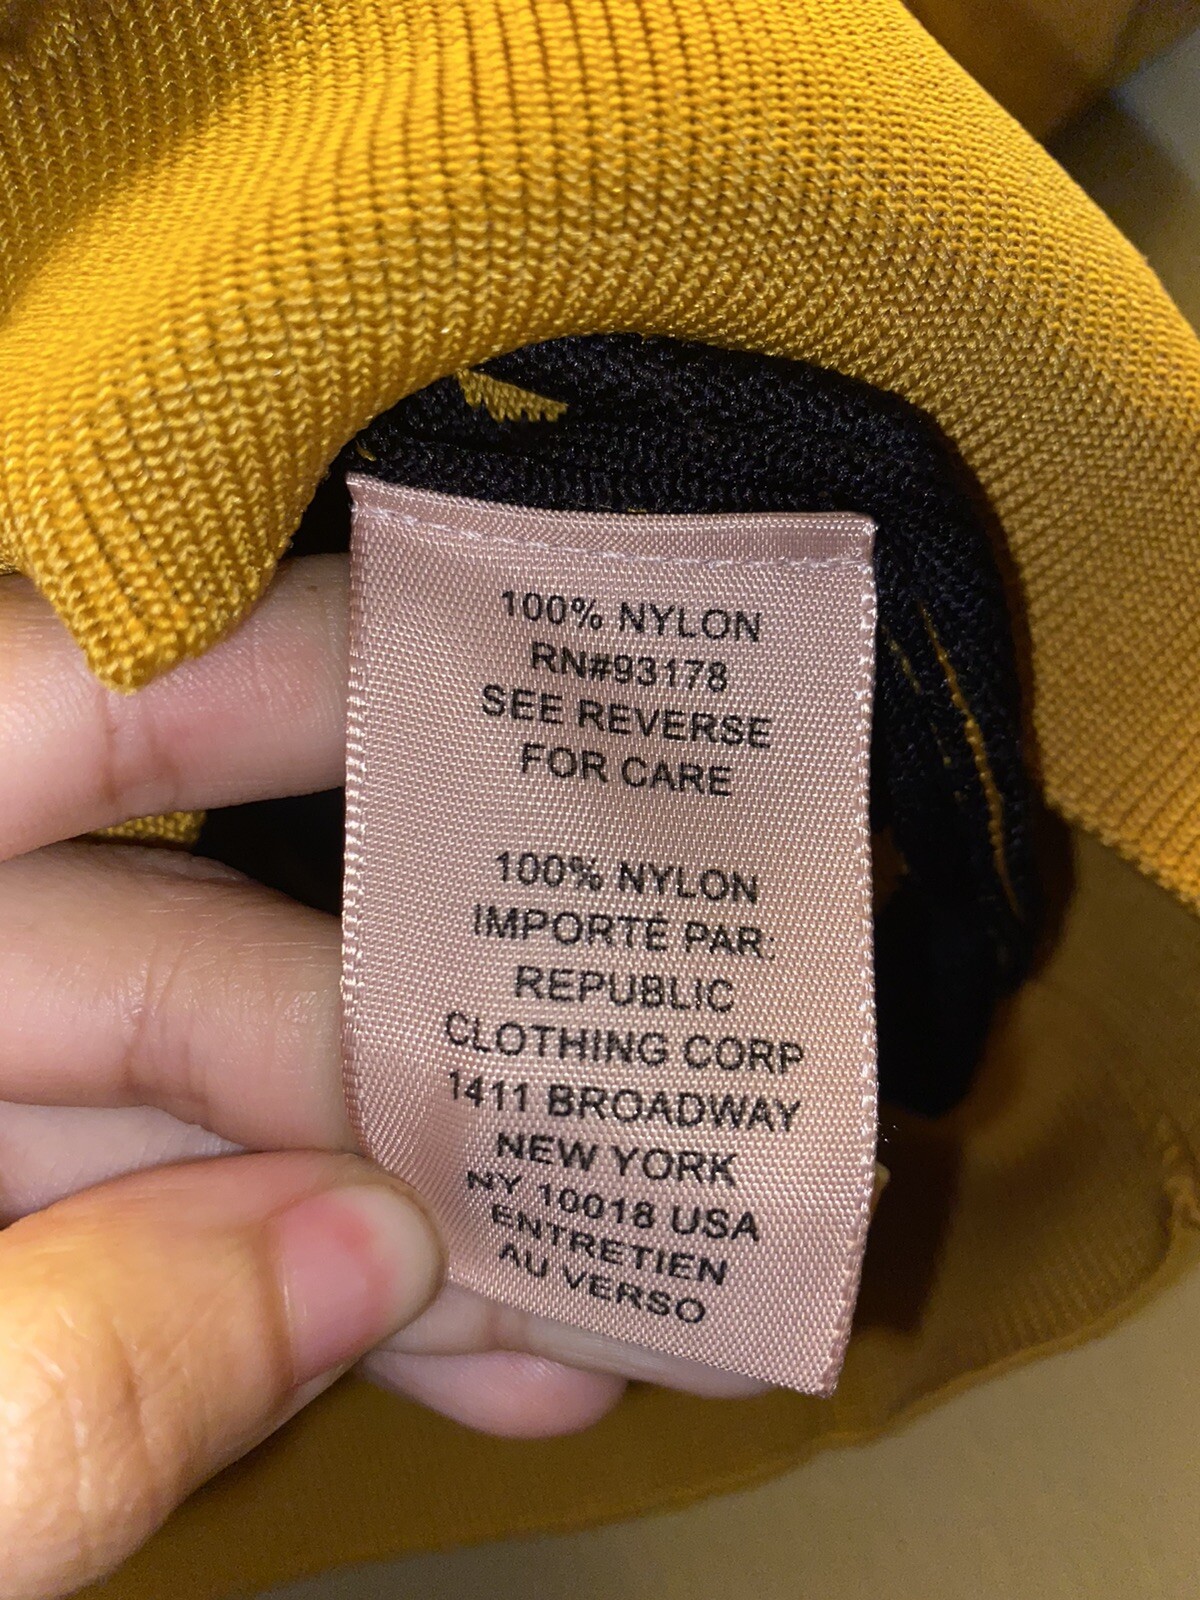 100% NYLON
RN#93178
SEE REVERSE
FOR CARE
100% NYLON
IMPORTÉ PAR:
REPUBLIC
CLOTHING CORP
1411 BROADWAY
NEW YORK
NY 10018 USA
ENTRETIEN
AU VERSO